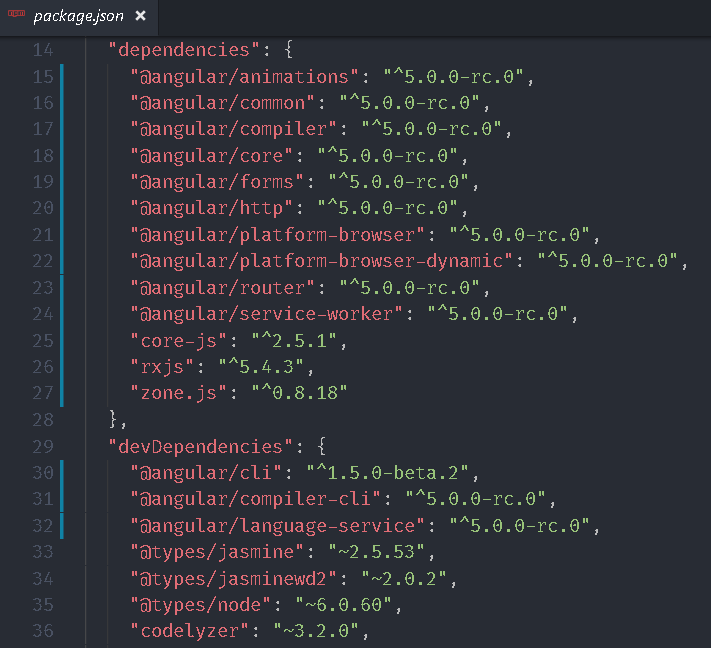 package.json ×
14 "dependencies": {
15 "@angular/animations": "^5.0.0-rc.0",
16 "@angular/common": "^5.0.0-rc.0",
17 "@angular/compiler": "^5.0.0-rc.0",
18 "@angular/core": "^5.0.0-rc.0",
19 "@angular/forms": "^5.0.0-rc.0",
20 "@angular/http": "^5.0.0-rc.0",
21 "@angular/platform-browser": "^5.0.0-rc.0",
22 "@angular/platform-browser-dynamic": "^5.0.0-rc.0",
23 "@angular/router": "^5.0.0-rc.0",
24 "@angular/service-worker": "^5.0.0-rc.0",
25 "core-js": "^2.5.1",
26 "rxjs": "^5.4.3",
27 "zone.js": "^0.8.18"
28 },
29 "devDependencies": {
30 "@angular/cli": "^1.5.0-beta.2",
31 "@angular/compiler-cli": "^5.0.0-rc.0",
32 "@angular/language-service": "^5.0.0-rc.0",
33 "@types/jasmine": "~2.5.53",
34 "@types/jasminewd2": "~2.0.2",
35 "@types/node": "~6.0.60",
36 "codelyzer": "~3.2.0",